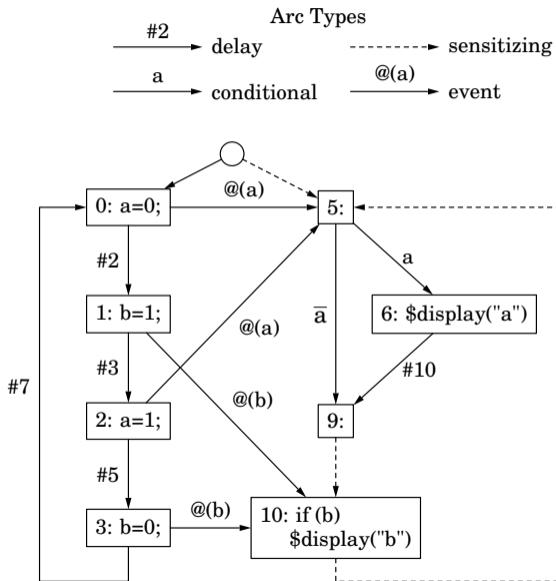 Arc Types
#2 delay sensitizing
a conditional @(a) event
0: a=0; @(a) 5:
#2 a
1: b=1; a̅ 6: $display("a")
@(a)
#7 #3 #10
@(b)
2: a=1; 9:
#5
3: b=0; @(b) 10: if (b)
$display("b")